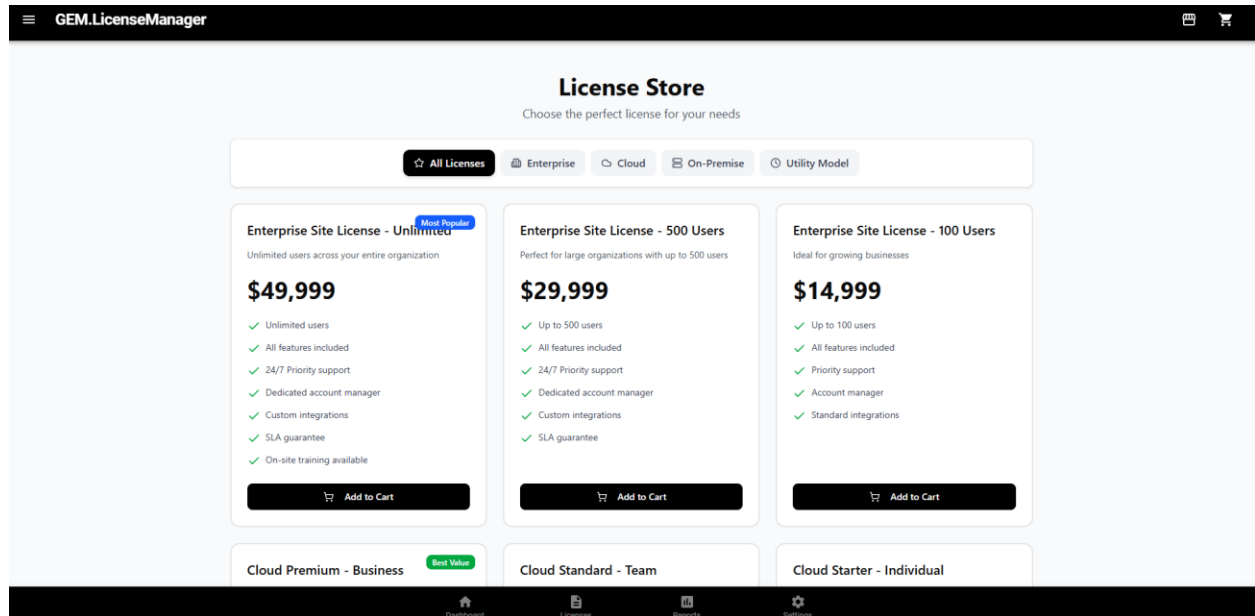 GEM.LicenseManager
License Store
Choose the perfect license for your needs
All Licenses
Enterprise
Cloud
On-Premise
Utility Model
Most Popular
Enterprise Site License - Unlimited
Unlimited users across your entire organization
$49,999
Unlimited users
All features included
24/7 Priority support
Dedicated account manager
Custom integrations
SLA guarantee
On-site training available
Add to Cart
Enterprise Site License - 500 Users
Perfect for large organizations with up to 500 users
$29,999
Up to 500 users
All features included
24/7 Priority support
Dedicated account manager
Custom integrations
SLA guarantee
Add to Cart
Enterprise Site License - 100 Users
Ideal for growing businesses
$14,999
Up to 100 users
All features included
Priority support
Account manager
Standard integrations
Add to Cart
Best Value
Cloud Premium - Business
Cloud Standard - Team
Cloud Starter - Individual
Dashboard
Licenses
Reports
Settings